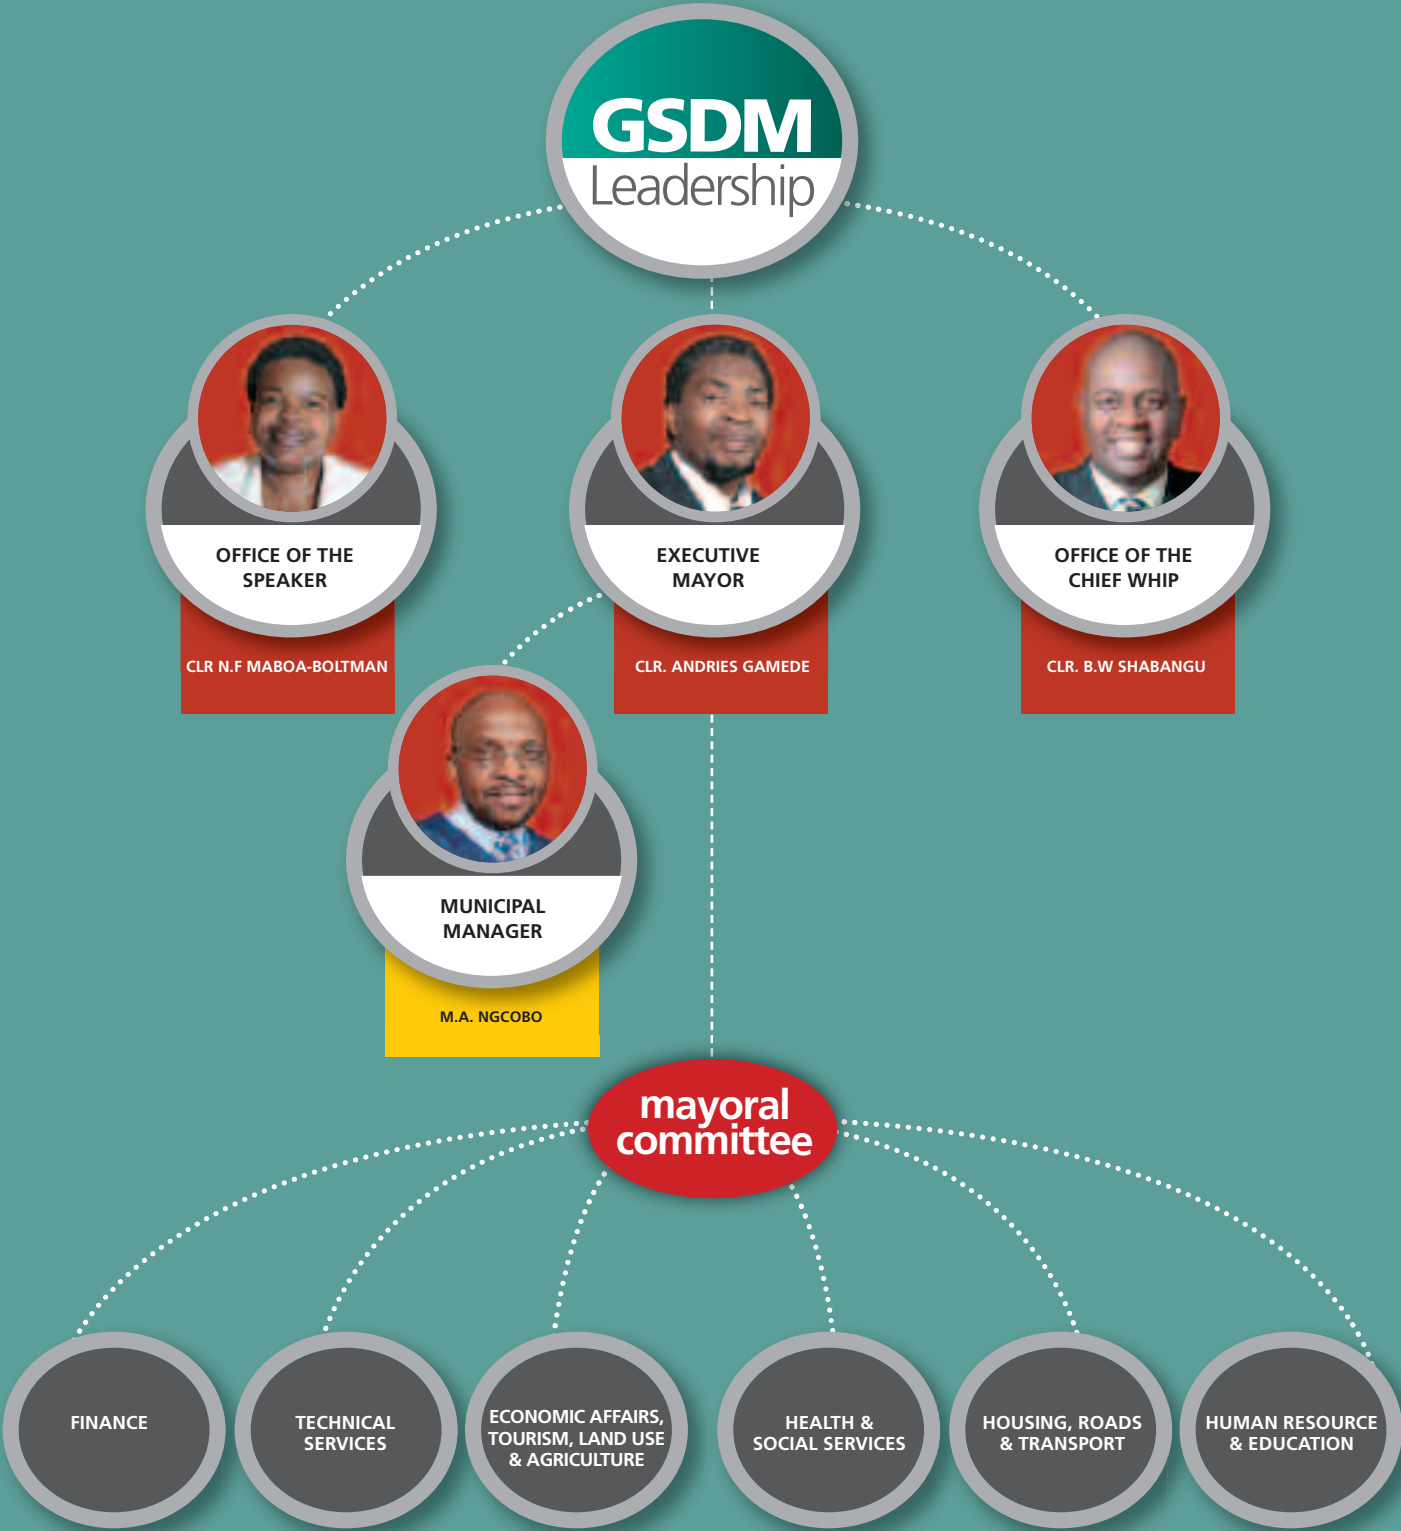 GSDM
Leadership
OFFICE OF THE
SPEAKER
CLR N.F MABOA-BOLTMAN
EXECUTIVE
MAYOR
CLR. ANDRIES GAMEDE
OFFICE OF THE
CHIEF WHIP
CLR. B.W SHABANGU
MUNICIPAL
MANAGER
M.A. NGCOBO
mayoral
committee
FINANCE
TECHNICAL
SERVICES
ECONOMIC AFFAIRS,
TOURISM, LAND USE
& AGRICULTURE
HEALTH &
SOCIAL SERVICES
HOUSING, ROADS
& TRANSPORT
HUMAN RESOURCE
& EDUCATION